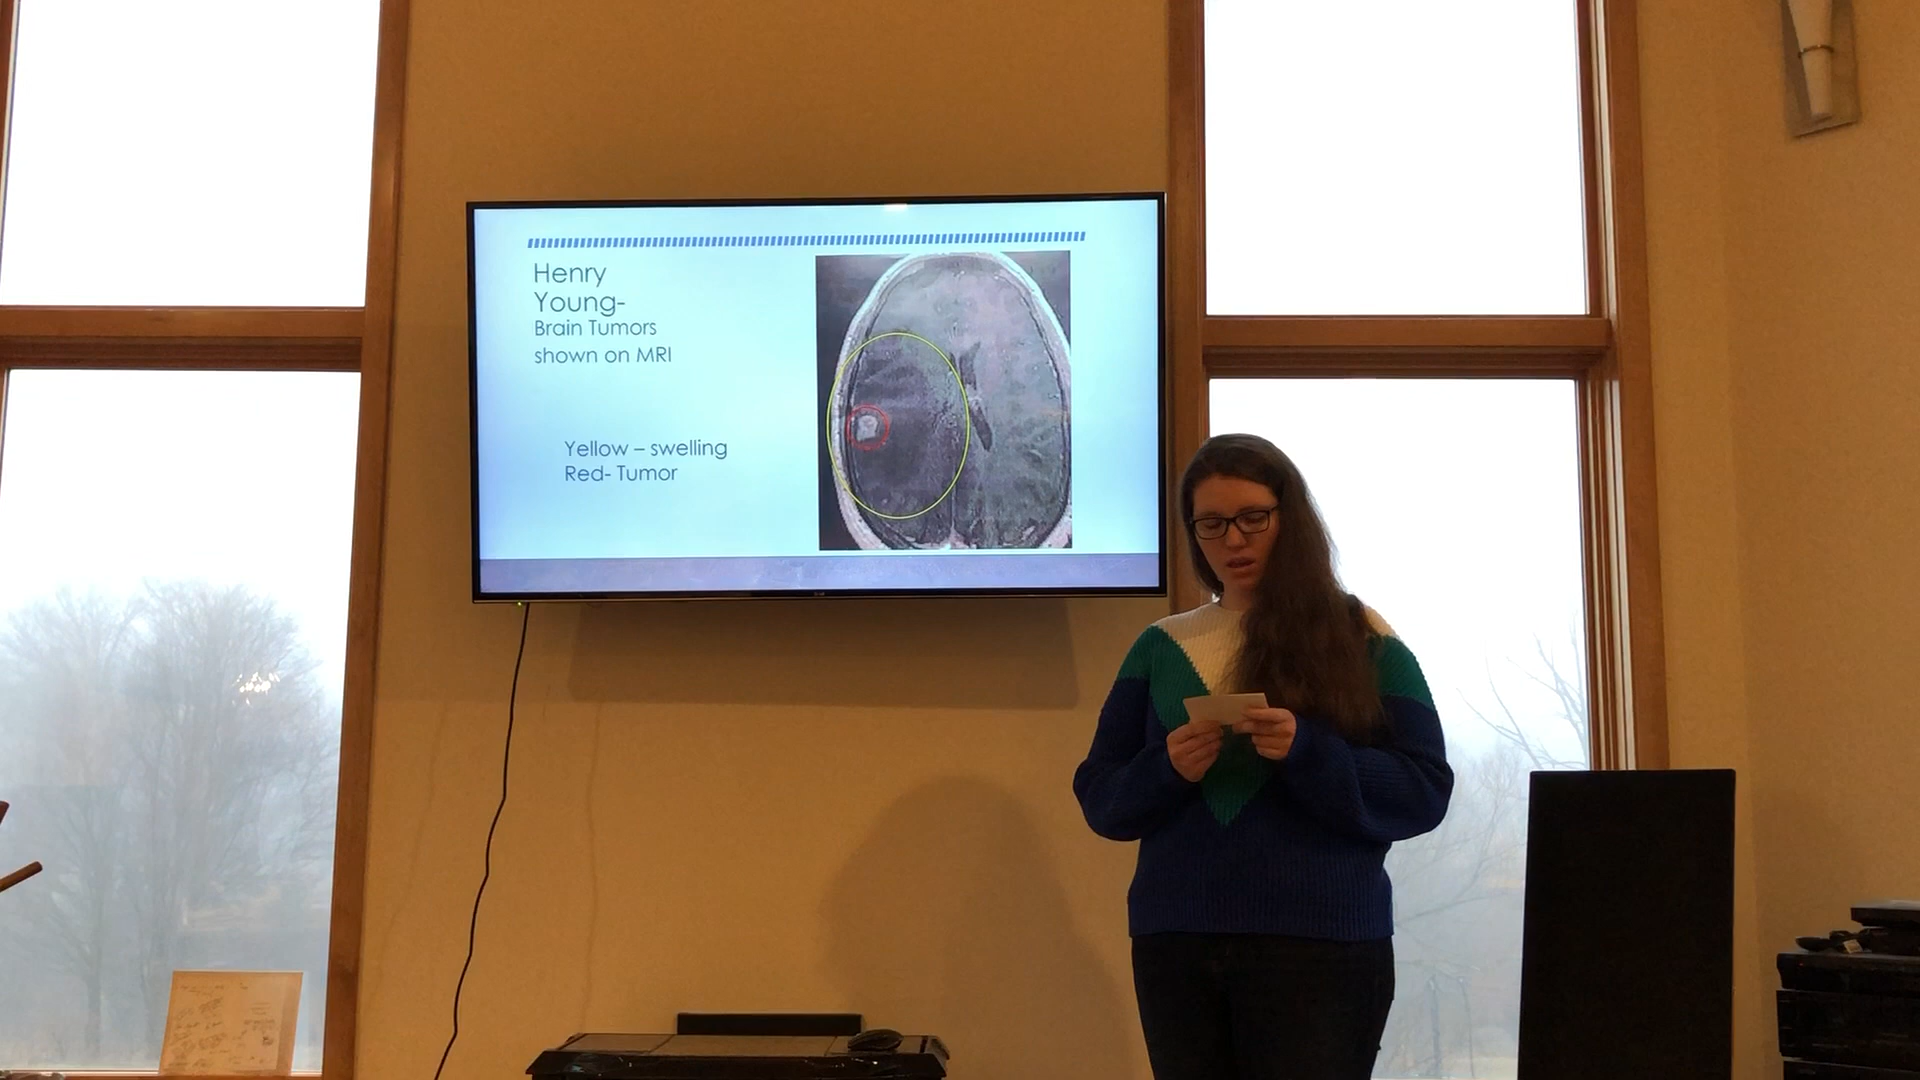 Henry
Young-
Brain Tumors
shown on MRI
Yellow – swelling
Red- Tumor